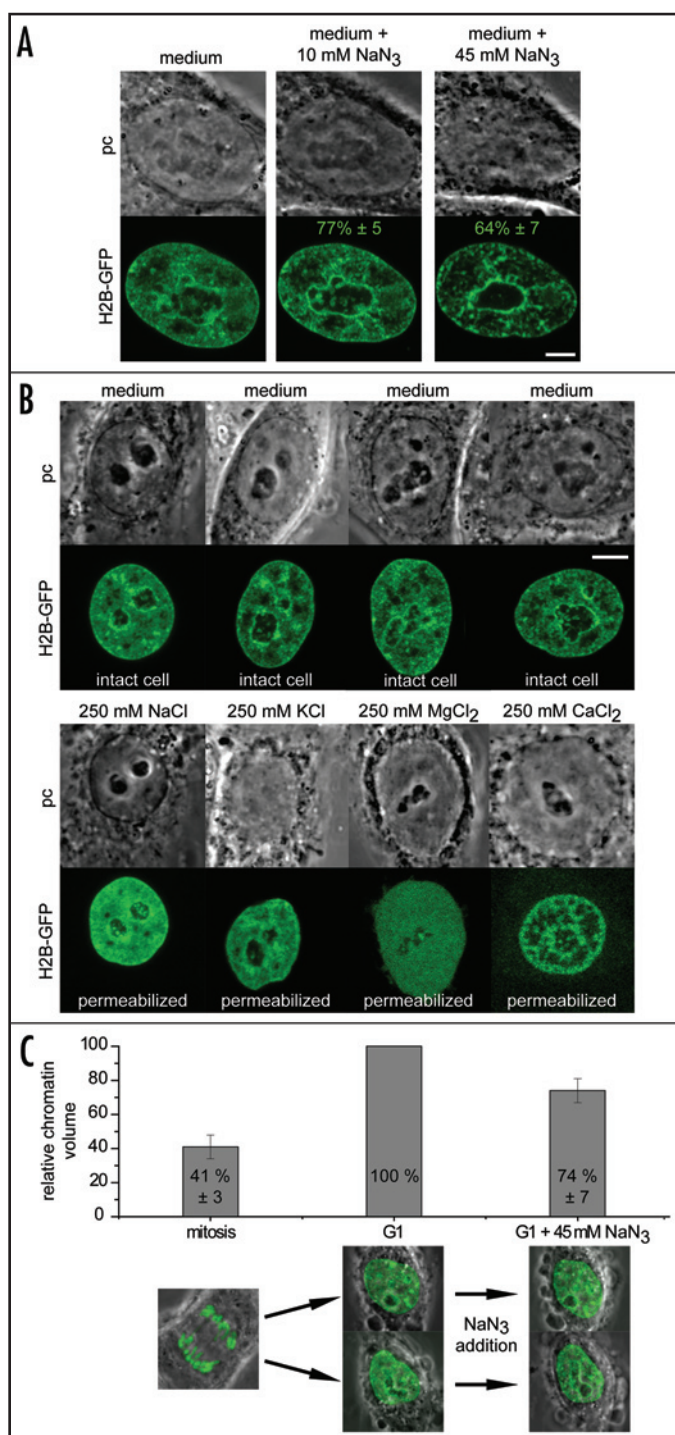 A
medium
medium +
10 mM NaN₃
medium +
45 mM NaN₃
pc
H2B-GFP
77% ± 5
64% ± 7
B
medium medium medium medium
pc
H2B-GFP
intact cell intact cell intact cell intact cell
250 mM NaCl 250 mM KCl 250 mM MgCl₂ 250 mM CaCl₂
pc
H2B-GFP
permeabilized permeabilized permeabilized permeabilized
C
relative chromatin
volume
100
80
60
40
20
0
41 %
± 3
100 %
74 %
± 7
mitosis G1 G1 + 45 mM NaN₃
NaN₃
addition